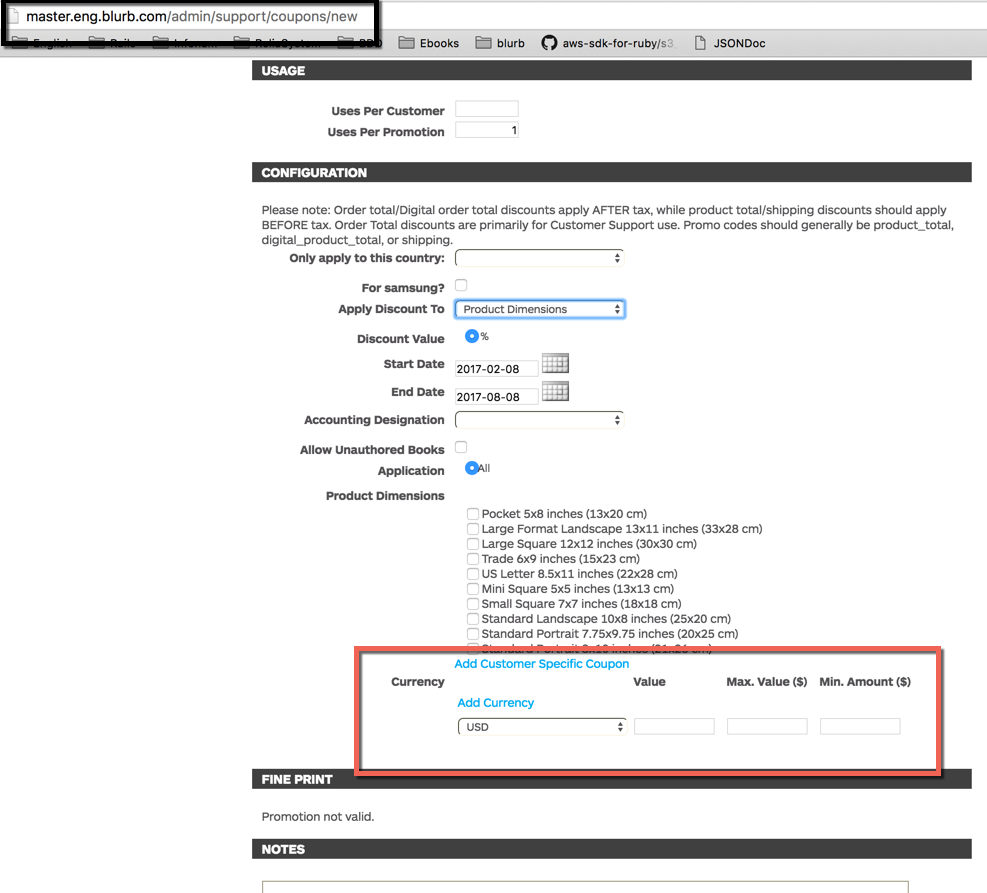 master.eng.blurb.com/admin/support/coupons/new
English Rails BDD Ebooks blurb aws-sdk-for-ruby/s3 JSONDoc
USAGE
Uses Per Customer
Uses Per Promotion 1
CONFIGURATION
Please note: Order total/Digital order total discounts apply AFTER tax, while product total/shipping discounts should apply
BEFORE tax. Order Total discounts are primarily for Customer Support use. Promo codes should generally be product_total,
digital_product_total, or shipping.
Only apply to this country:
For samsung?
Apply Discount To Product Dimensions
Discount Value %
Start Date 2017-02-08
End Date 2017-08-08
Accounting Designation
Allow Unauthored Books
Application All
Product Dimensions
Pocket 5x8 inches (13x20 cm)
Large Format Landscape 13x11 inches (33x28 cm)
Large Square 12x12 inches (30x30 cm)
Trade 6x9 inches (15x23 cm)
US Letter 8.5x11 inches (22x28 cm)
Mini Square 5x5 inches (13x13 cm)
Small Square 7x7 inches (18x18 cm)
Standard Landscape 10x8 inches (25x20 cm)
Standard Portrait 7.75x9.75 inches (20x25 cm)
Standard Portrait 8x10 inches (21x26 cm)
Add Customer Specific Coupon
Currency Value Max. Value ($) Min. Amount ($)
Add Currency
USD
FINE PRINT
Promotion not valid.
NOTES